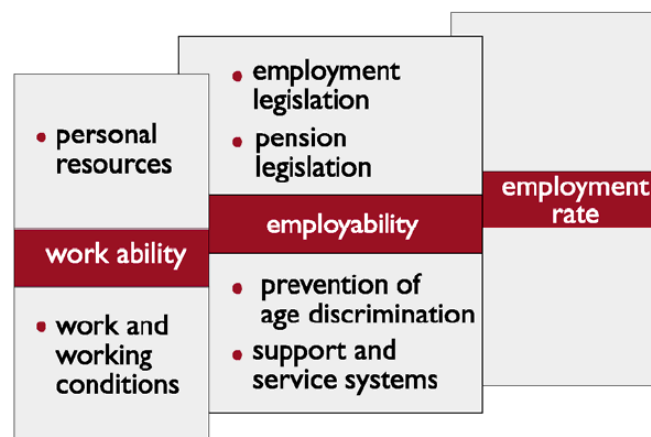 • personal
resources
work ability
• work and
working
conditions
• employment
legislation
• pension
legislation
employability
• prevention of
age discrimination
• support and
service systems
employment
rate